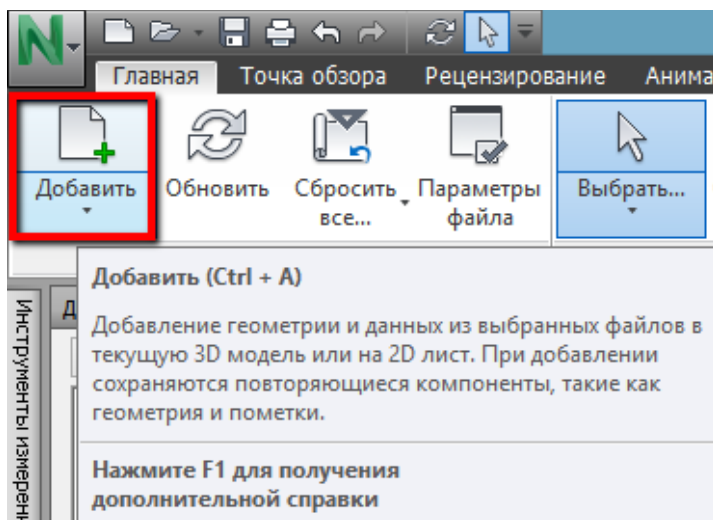 N
Главная Точка обзора Рецензирование Анима
Добавить Обновить Сбросить все... Параметры файла Выбрать...
Добавить (Ctrl + A)
Добавление геометрии и данных из выбранных файлов в
текущую 3D модель или на 2D лист. При добавлении
сохраняются повторяющиеся компоненты, такие как
геометрия и пометки.
Нажмите F1 для получения
дополнительной справки
Инструменты измерен
Д